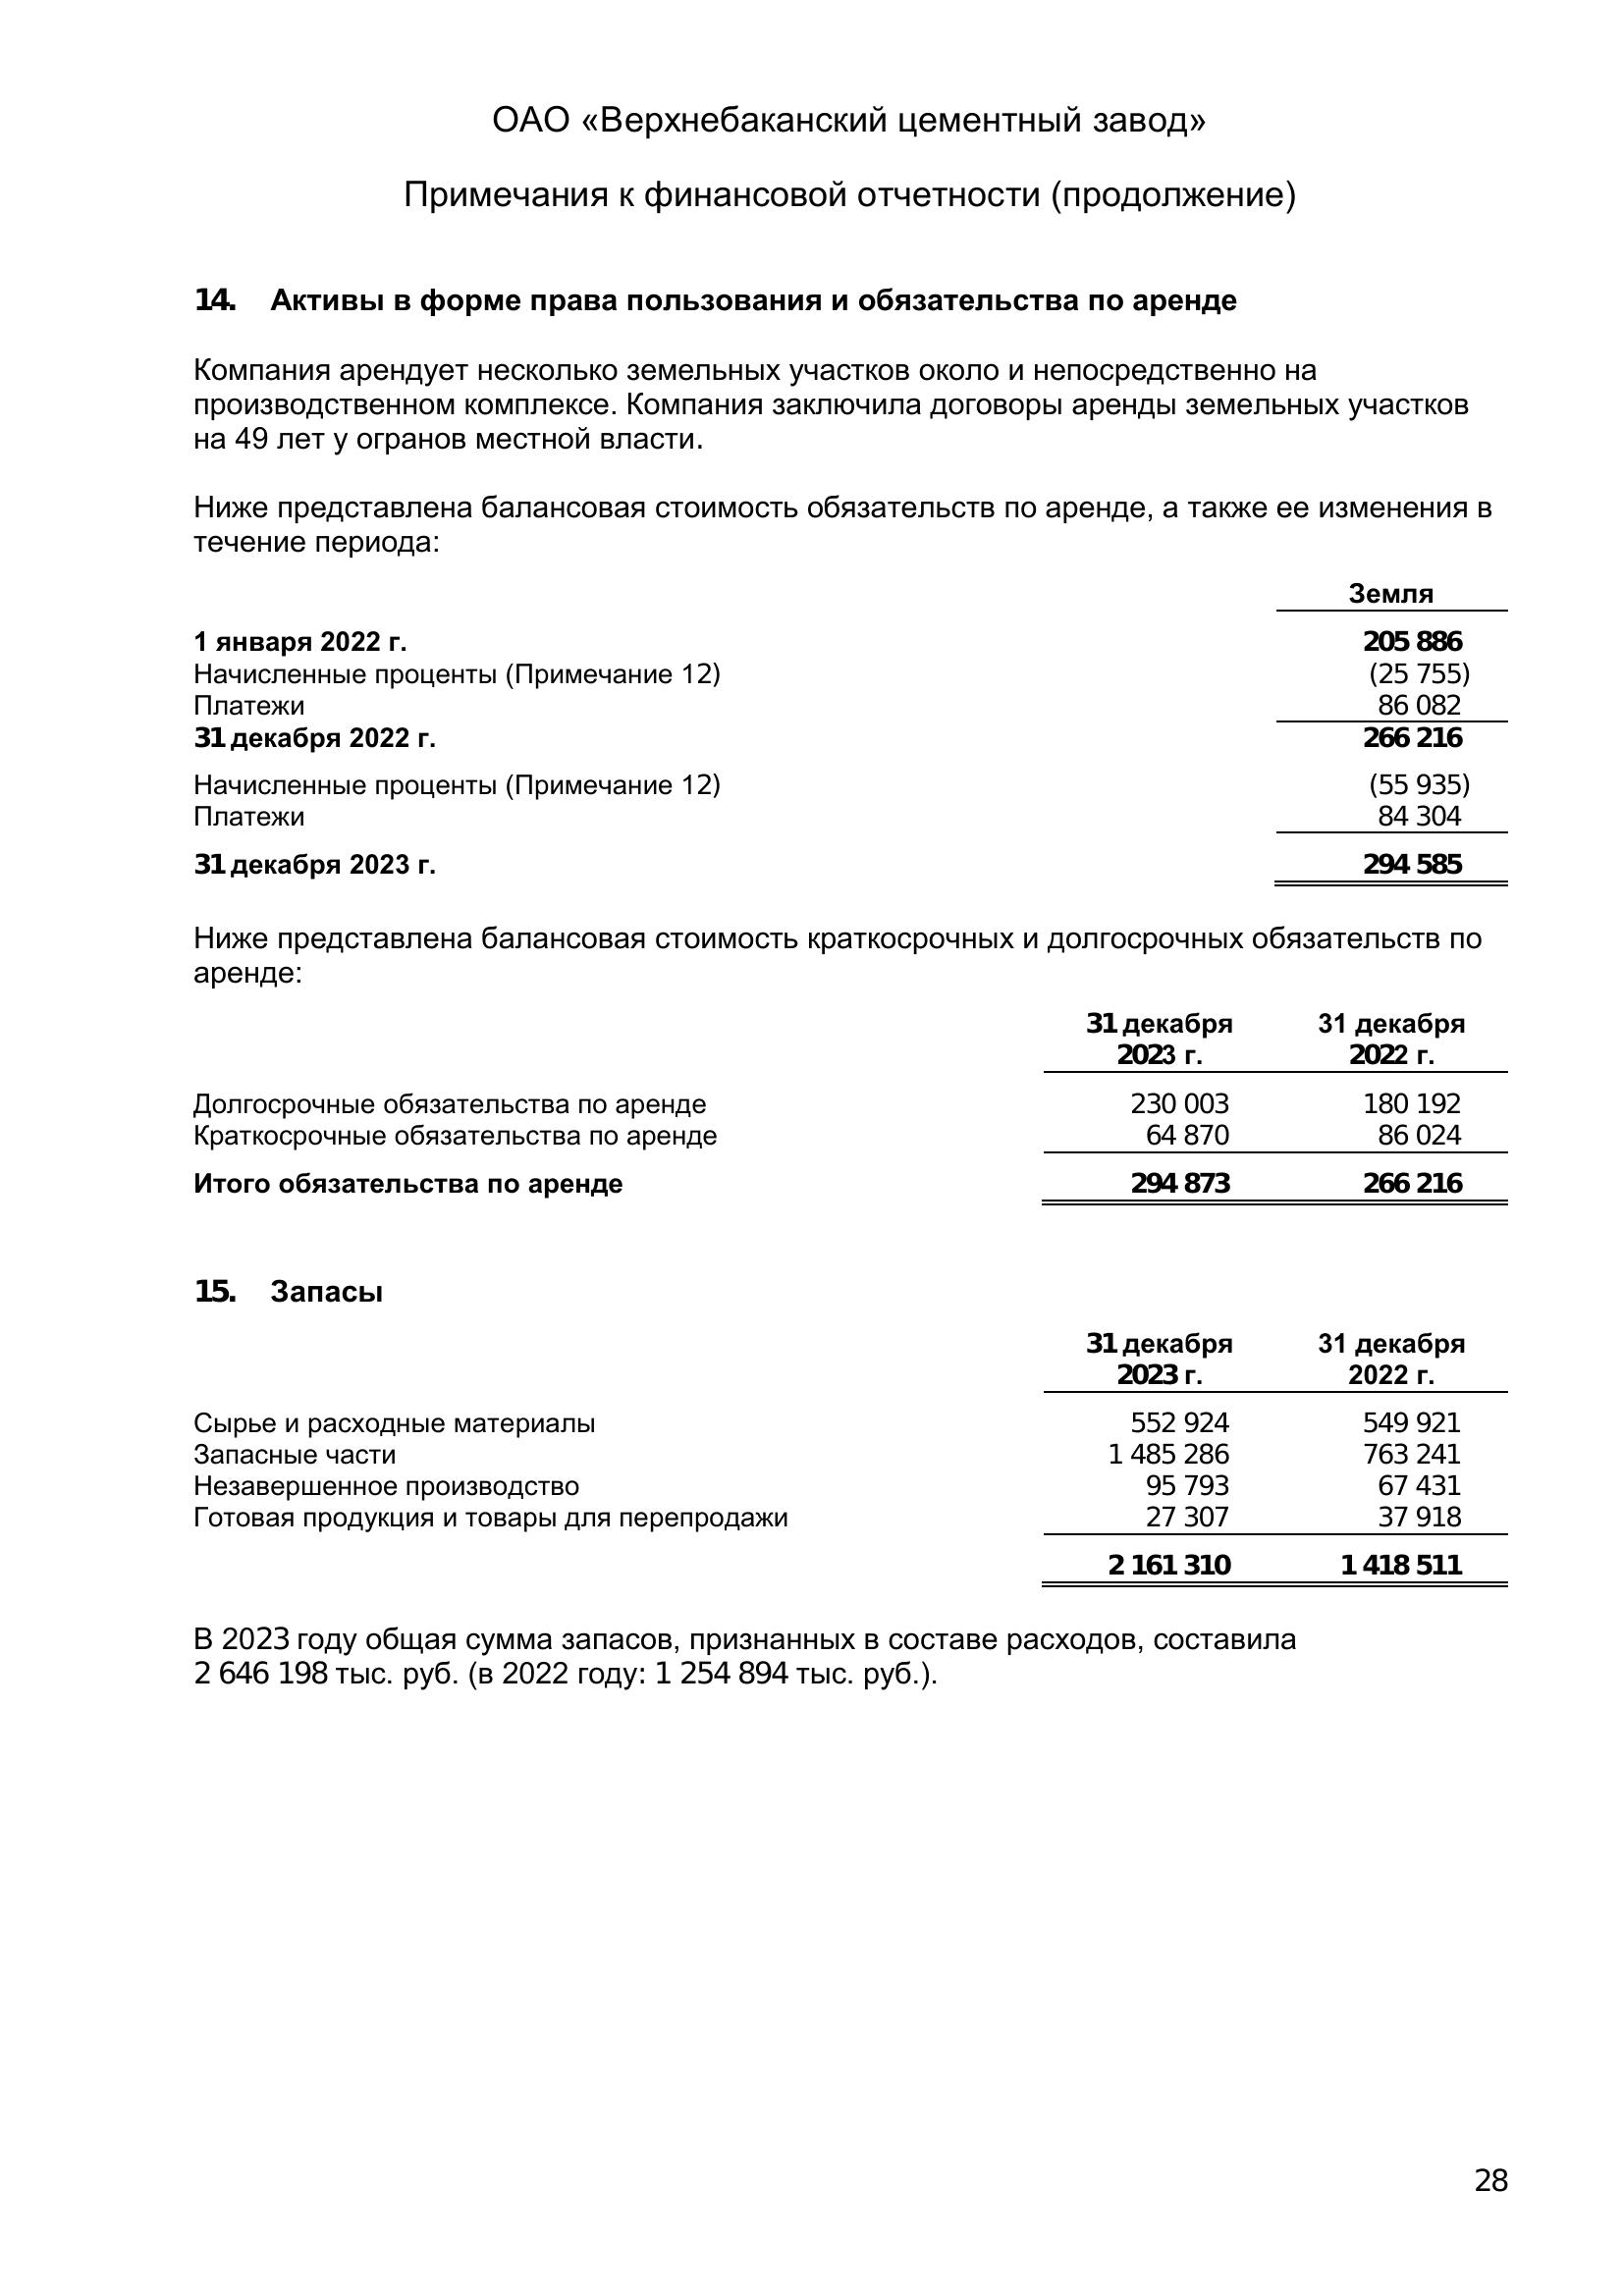 ОАО «Верхнебаканский цементный завод»
Примечания к финансовой отчетности (продолжение)
14. Активы в форме права пользования и обязательства по аренде
Компания арендует несколько земельных участков около и непосредственно на
производственном комплексе. Компания заключила договоры аренды земельных участков
на 49 лет у огранов местной власти.
Ниже представлена балансовая стоимость обязательств по аренде, а также ее изменения в
течение периода:
Земля
1 января 2022 г. 205 886
Начисленные проценты (Примечание 12) (25 755)
Платежи 86 082
31 декабря 2022 г. 266 216
Начисленные проценты (Примечание 12) (55 935)
Платежи 84 304
31 декабря 2023 г. 294 585
Ниже представлена балансовая стоимость краткосрочных и долгосрочных обязательств по
аренде:
31 декабря 31 декабря
2023 г. 2022 г.
Долгосрочные обязательства по аренде 230 003 180 192
Краткосрочные обязательства по аренде 64 870 86 024
Итого обязательства по аренде 294 873 266 216
15. Запасы
31 декабря 31 декабря
2023 г. 2022 г.
Сырье и расходные материалы 552 924 549 921
Запасные части 1 485 286 763 241
Незавершенное производство 95 793 67 431
Готовая продукция и товары для перепродажи 27 307 37 918
2 161 310 1 418 511
В 2023 году общая сумма запасов, признанных в составе расходов, составила
2 646 198 тыс. руб. (в 2022 году: 1 254 894 тыс. руб.).
28